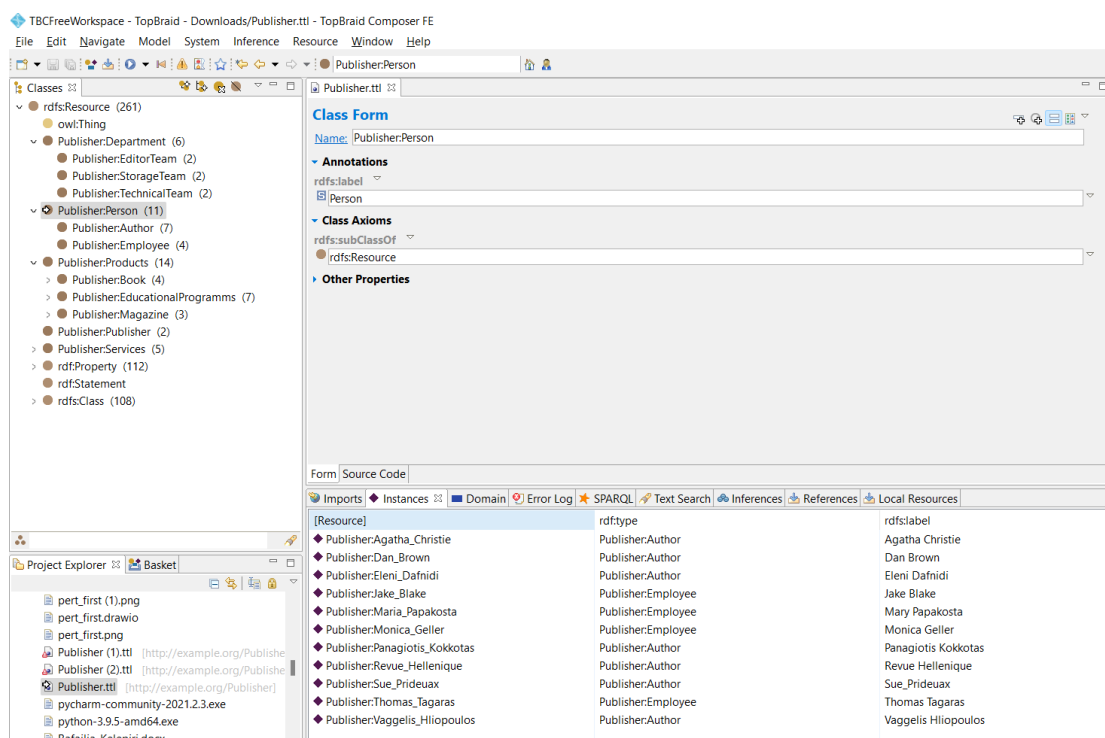 TBCFreeWorkspace - TopBraid - Downloads/Publisher.ttl - TopBraid Composer FE
File Edit Navigate Model System Inference Resource Window Help
Publisher:Person
Classes
rdfs:Resource (261)
owl:Thing
Publisher:Department (6)
Publisher:EditorTeam (2)
Publisher:StorageTeam (2)
Publisher:TechnicalTeam (2)
Publisher:Person (11)
Publisher:Author (7)
Publisher:Employee (4)
Publisher:Products (14)
Publisher:Book (4)
Publisher:EducationalProgramms (7)
Publisher:Magazine (3)
Publisher:Publisher (2)
Publisher:Services (5)
rdf:Property (112)
rdf:Statement
rdfs:Class (108)
Project Explorer Basket
pert_first (1).png
pert_first.drawio
pert_first.png
Publisher (1).ttl [http://example.org/Publishe
Publisher (2).ttl [http://example.org/Publishe
Publisher.ttl [http://example.org/Publisher]
pycharm-community-2021.2.3.exe
python-3.9.5-amd64.exe
Publisher.ttl
Class Form
Name: Publisher:Person
Annotations
rdfs:label
Person
Class Axioms
rdfs:subClassOf
rdfs:Resource
Other Properties
Form Source Code
Imports Instances Domain Error Log SPARQL Text Search Inferences References Local Resources
[Resource] rdf:type rdfs:label
Publisher:Agatha_Christie Publisher:Author Agatha Christie
Publisher:Dan_Brown Publisher:Author Dan Brown
Publisher:Eleni_Dafnidi Publisher:Author Eleni Dafnidi
Publisher:Jake_Blake Publisher:Employee Jake Blake
Publisher:Maria_Papakosta Publisher:Employee Mary Papakosta
Publisher:Monica_Geller Publisher:Employee Monica Geller
Publisher:Panagiotis_Kokkotas Publisher:Author Panagiotis Kokkotas
Publisher:Revue_Hellenique Publisher:Author Revue Hellenique
Publisher:Sue_Prideuax Publisher:Author Sue_Prideuax
Publisher:Thomas_Tagaras Publisher:Employee Thomas Tagaras
Publisher:Vaggelis_Hliopoulos Publisher:Author Vaggelis Hliopoulos